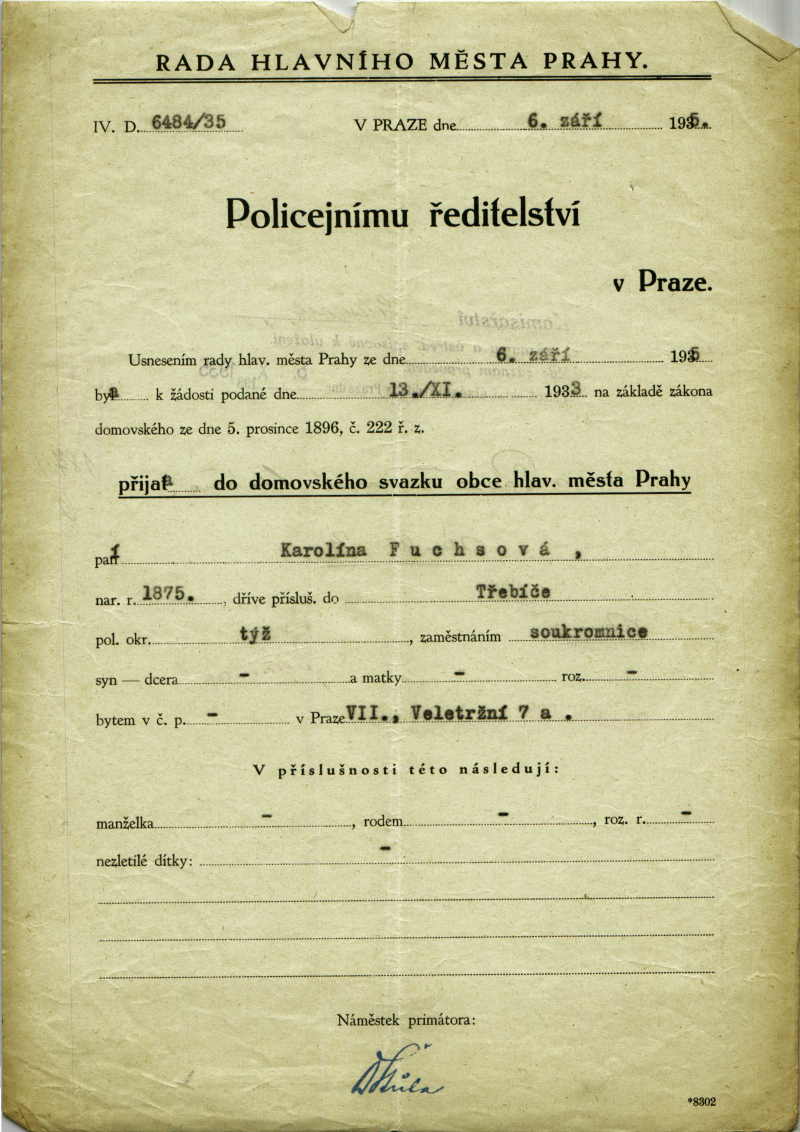 RADA HLAVNÍHO MĚSTA PRAHY.
IV. D. 6484/35 V PRAZE dne 6. září 1935.
Policejnímu ředitelství
v Praze.
Usnesením rady hlav. města Prahy ze dne 6. září 1935
byla k žádosti podané dne 13./XI. 1933 na základě zákona
domovského ze dne 5. prosince 1896, č. 222 ř. z.
přijata do domovského svazku obce hlav. města Prahy
paní Karolína Fuchsová ,
nar. r. 1875. , dříve přísluš. do Třebíče
pol. okr. týž , zaměstnáním soukromnice
syn — dcera - a matky - roz. -
bytem v č. p. - v Praze VII., Veletržní 7 a .
V příslušnosti této následují:
manželka - , rodem - , roz. r. -
nezletilé dítky: -
Náměstek primátora:
*8302